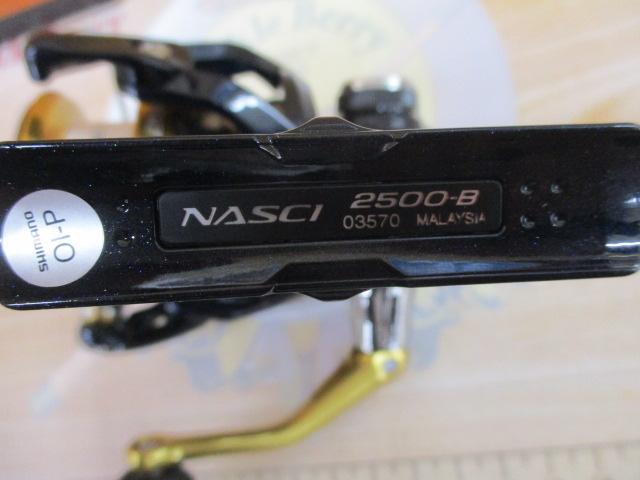 NASCI 2500-B
03570 MALAYSIA
SHIMANO
OI-P